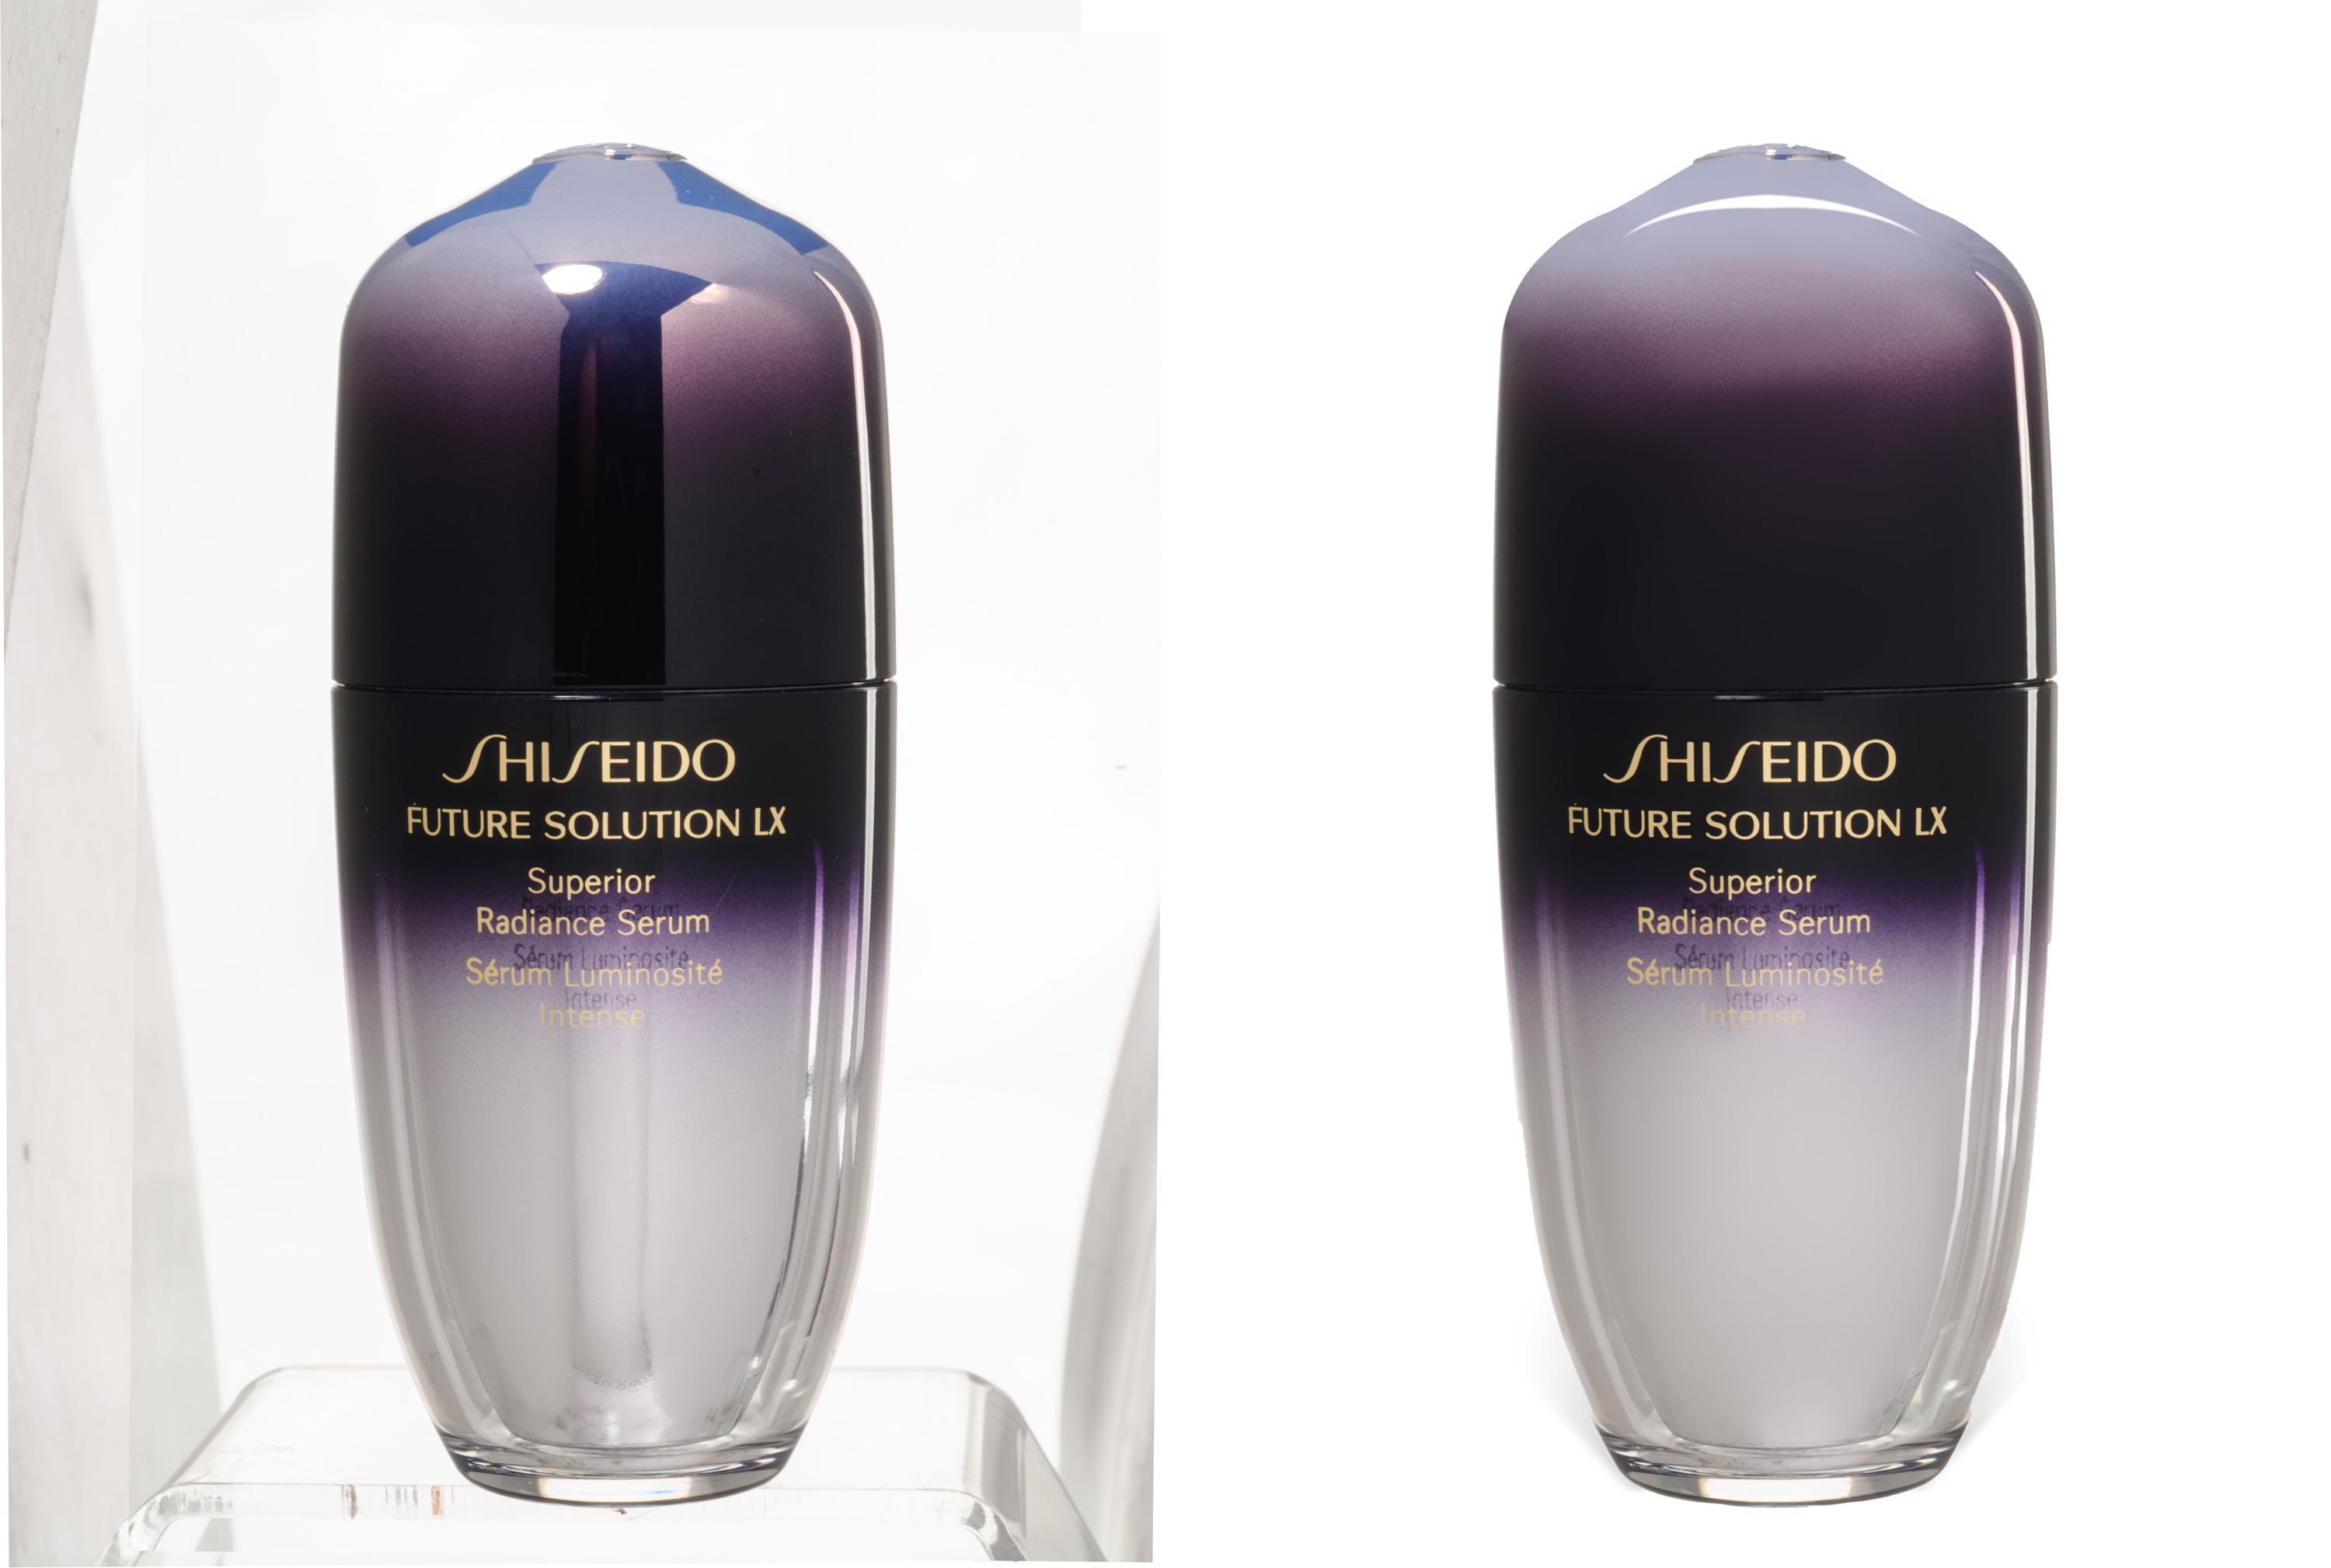 SHISEIDO
FUTURE SOLUTION LX
Superior
Radiance Serum
Sérum Luminosité
Intense
SHISEIDO
FUTURE SOLUTION LX
Superior
Radiance Serum
Sérum Luminosité
Intense